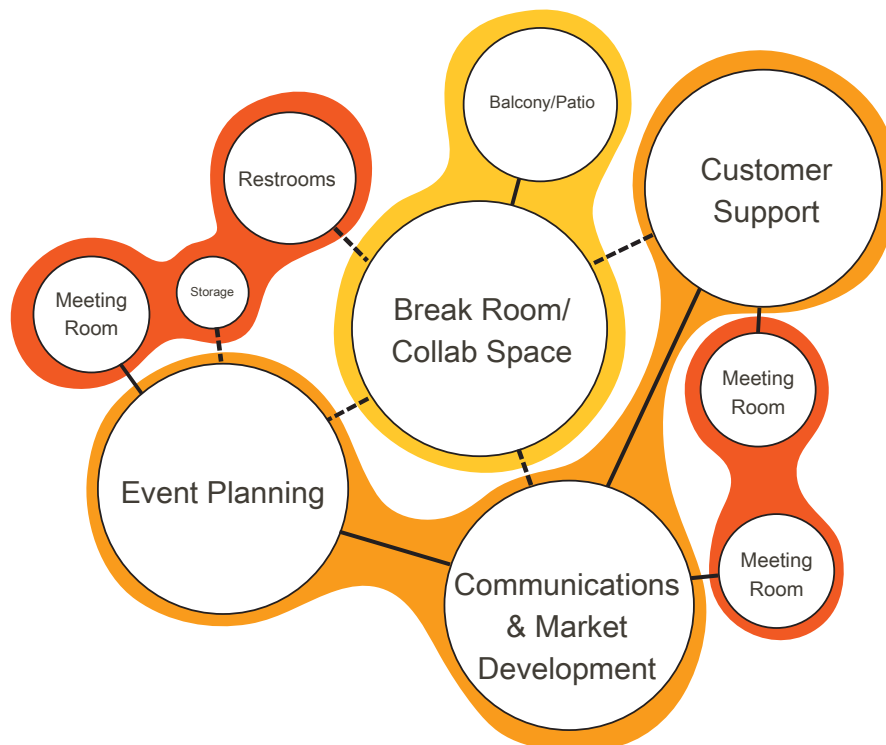 Balcony/Patio
Customer
Support
Restrooms
Storage
Meeting
Room
Break Room/
Collab Space
Meeting
Room
Event Planning
Communications
& Market
Development
Meeting
Room